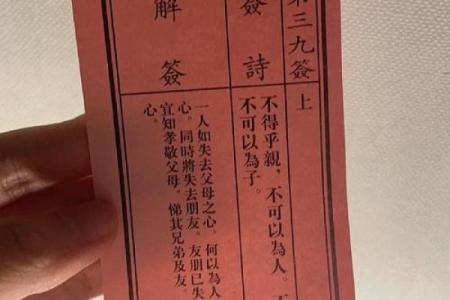 第三九簽
上
簽詩
不得乎親，不可以為人。不
不可以為子。
解簽
一人如失去父母之心。何以為人
心。同時將失去朋友。友朋已失
宜知孝敬父母。悌其兄弟及友。
心。